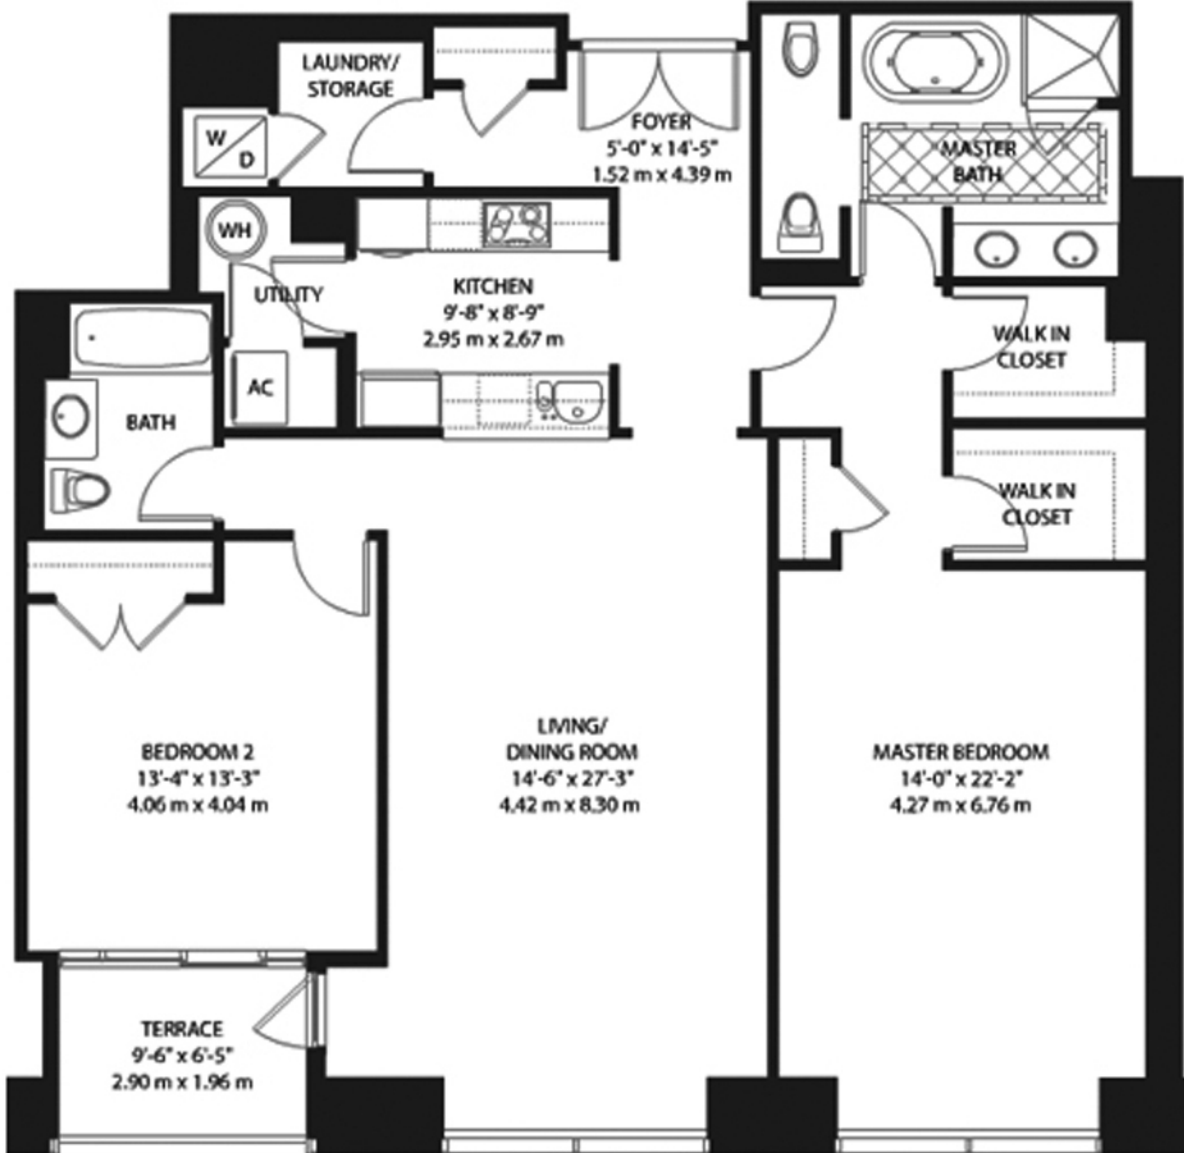 LAUNDRY/
STORAGE
W
D
FOYER
5'-0" x 14'-5"
1.52 m x 4.39 m
MASTER
BATH
WH
UTILITY
KITCHEN
9'-8" x 8'-9"
2.95 m x 2.67 m
WALK IN
CLOSET
AC
BATH
WALK IN
CLOSET
BEDROOM 2
13'-4" x 13'-3"
4.06 m x 4.04 m
LIVING/
DINING ROOM
14'-6" x 27'-3"
4.42 m x 8.30 m
MASTER BEDROOM
14'-0" x 22'-2"
4.27 m x 6.76 m
TERRACE
9'-6" x 6'-5"
2.90 m x 1.96 m